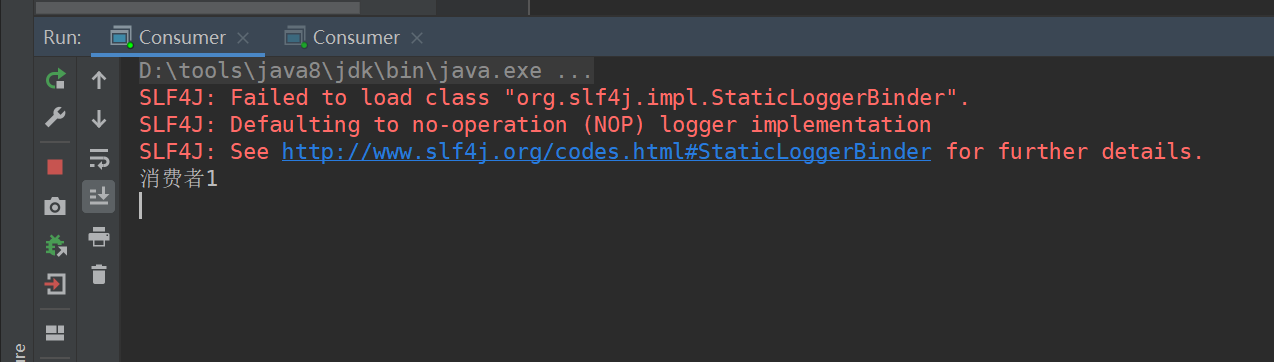 Run:
Consumer
Consumer
D:\tools\java8\jdk\bin\java.exe ...
SLF4J: Failed to load class "org.slf4j.impl.StaticLoggerBinder".
SLF4J: Defaulting to no-operation (NOP) logger implementation
SLF4J: See http://www.slf4j.org/codes.html#StaticLoggerBinder for further details.
消费者1